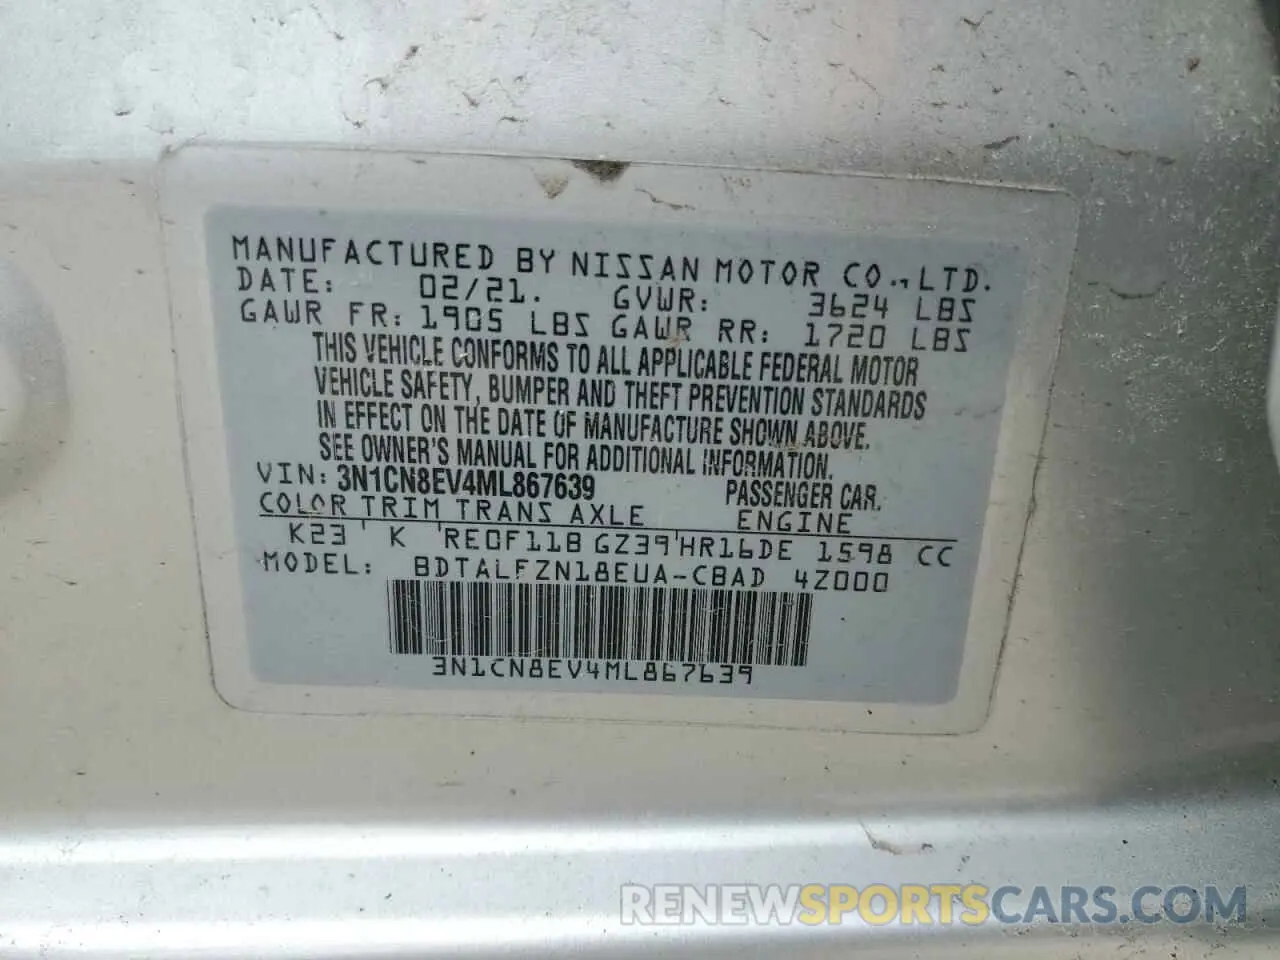 MANUFACTURED BY NISSAN MOTOR CO.,LTD.
DATE: 02/21. GVWR: 3624 LBS
GAWR FR: 1905 LBS GAWR RR: 1720 LBS
THIS VEHICLE CONFORMS TO ALL APPLICABLE FEDERAL MOTOR
VEHICLE SAFETY, BUMPER AND THEFT PREVENTION STANDARDS
IN EFFECT ON THE DATE OF MANUFACTURE SHOWN ABOVE.
SEE OWNER'S MANUAL FOR ADDITIONAL INFORMATION.
VIN: 3N1CN8EV4ML867639 PASSENGER CAR.
COLOR TRIM TRANS AXLE ENGINE
K23 K RE0F11B GZ39 HR16DE 1598 CC
MODEL: BDTALFZN18EUA-CBAD 4Z000
3N1CN8EV4ML867639
RENEWSPORTSCARS.COM